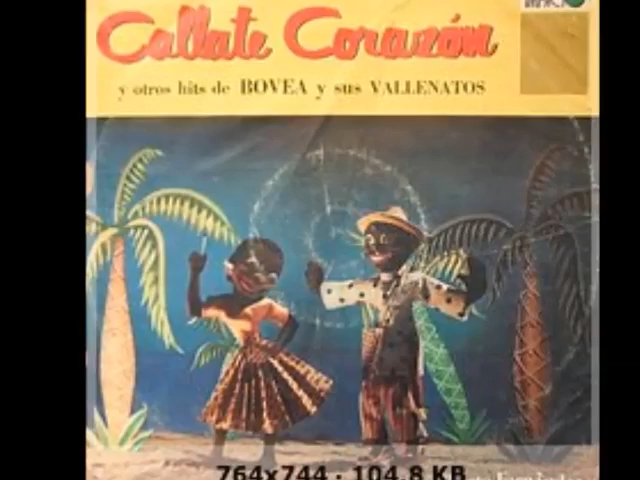 Callate Corazón
y otros hits de BOVEA y sus VALLENATOS
764x744 · 104.8 KB